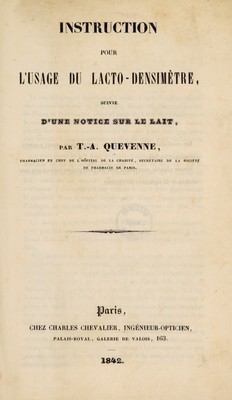 INSTRUCTION
POUR
L'USAGE DU LACTO-DENSIMÈTRE,
SUIVIE
D'UNE NOTICE SUR LE LAIT,
PAR T.-A. QUEVENNE,
PHARMACIEN EN CHEF DE L'HÔPITAL DE LA CHARITÉ, SECRÉTAIRE DE LA SOCIÉTÉ
DE PHARMACIE DE PARIS.
Paris,
CHEZ CHARLES CHEVALIER, INGÉNIEUR-OPTICIEN,
PALAIS-ROYAL, GALERIE DE VALOIS, 163.
1842.